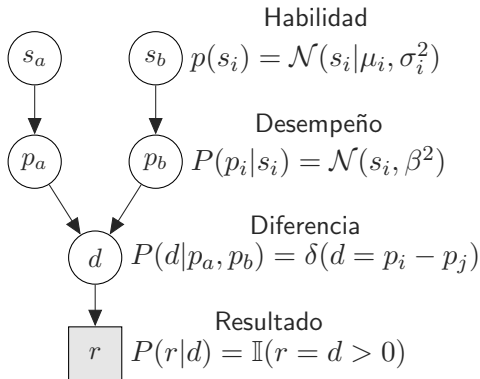 Habilidad
s_a s_b p(s_i) = 𝒩(s_i|μ_i, σ_i^2)
Desempeño
p_a p_b P(p_i|s_i) = 𝒩(s_i, β^2)
Diferencia
d P(d|p_a, p_b) = δ(d = p_i − p_j)
Resultado
r P(r|d) = 𝕀(r = d > 0)